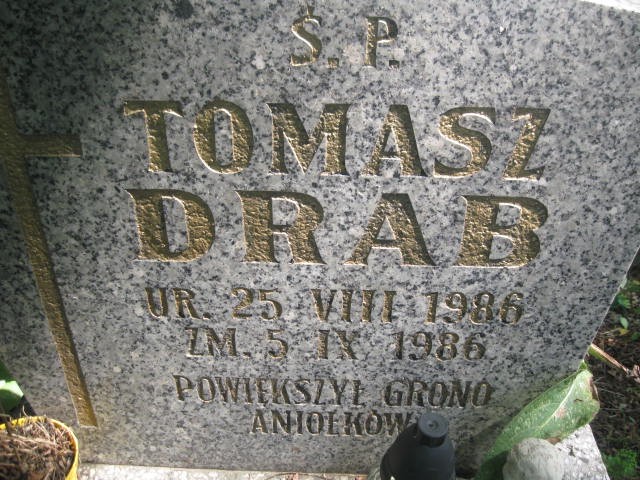 Ś. P.
TOMASZ
DRAB
UR. 25 VIII 1986
ZM. 5 IX 1986
POWIĘKSZYŁ GRONO
ANIOŁKÓW